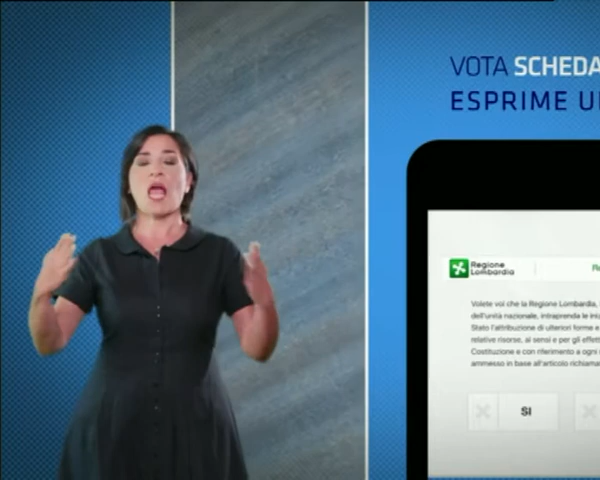 VOTA SCHEDA
ESPRIME U
Regione
Lombardia
Volete voi che la Regione Lombardia,
dell'unità nazionale, intraprenda le iniz
Stato l'attribuzione di ulteriori forme e
relative risorse, ai sensi e per gli effetti
Costituzione e con riferimento a ogni
ammesso in base all'articolo richiama
SI